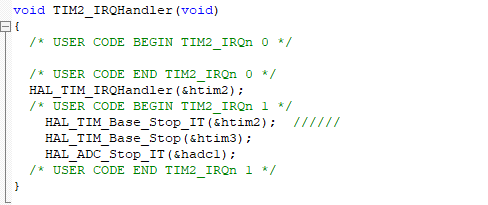 void TIM2_IRQHandler(void)
{
/* USER CODE BEGIN TIM2_IRQn 0 */
/* USER CODE END TIM2_IRQn 0 */
HAL_TIM_IRQHandler(&htim2);
/* USER CODE BEGIN TIM2_IRQn 1 */
HAL_TIM_Base_Stop_IT(&htim2); //////
HAL_TIM_Base_Stop(&htim3);
HAL_ADC_Stop_IT(&hadc1);
/* USER CODE END TIM2_IRQn 1 */
}